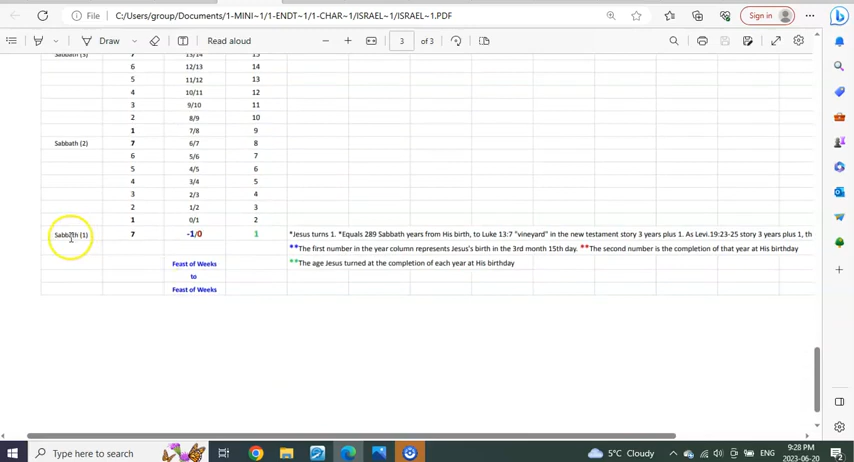 File
C:/Users/group/Documents/1-MINI~1/1-ENDT~1/1-CHAR~1/ISRAEL~1/ISRAEL~1.PDF
Sign in
Draw
Read aloud
3 of 3
Sabbath (3) 7 13/14 15
6 12/13 14
5 11/12 13
4 10/11 12
3 9/10 11
2 8/9 10
1 7/8 9
Sabbath (2) 7 6/7 8
6 5/6 7
5 4/5 6
4 3/4 5
3 2/3 4
2 1/2 3
1 0/1 2
Sabbath (1) 7 -1/0 1 *Jesus turns 1. *Equals 289 Sabbath years from His birth, to Luke 13:7 "vineyard" in the new testament story 3 years plus 1. As Levi.19:23-25 story 3 years plus 1, th
**The first number in the year column represents Jesus's birth in the 3rd month 15th day. **The second number is the completion of that year at His birthday
Feast of Weeks **The age Jesus turned at the completion of each year at His birthday
to
Feast of Weeks
Type here to search
5°C Cloudy
ENG
9:28 PM
2023-06-20
2